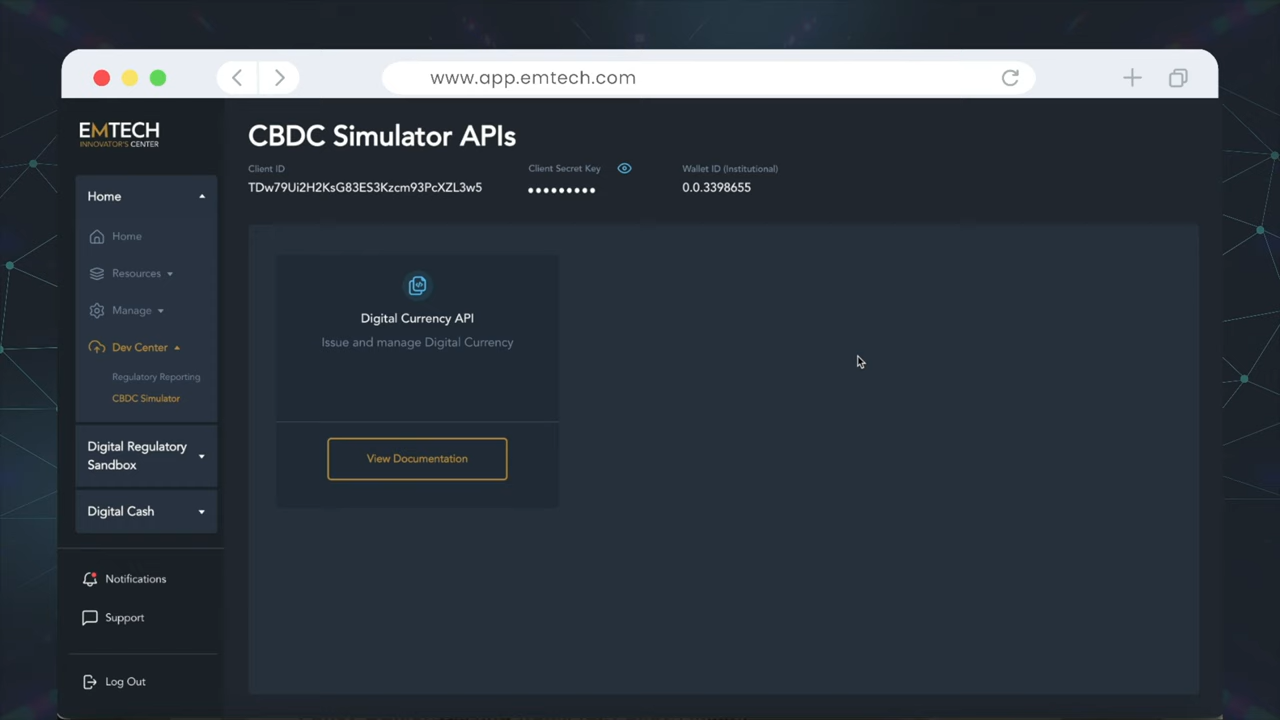 www.app.emtech.com
EMTECH
INNOVATOR'S CENTER
Home
Home
Resources
Manage
Dev Center
Regulatory Reporting
CBDC Simulator
Digital Regulatory
Sandbox
Digital Cash
Notifications
Support
Log Out
CBDC Simulator APIs
Client ID
TDw79Ui2H2KsG83ES3Kzcm93PcXZL3w5
Client Secret Key
•••••••••
Wallet ID (Institutional)
0.0.3398655
Digital Currency API
Issue and manage Digital Currency
View Documentation